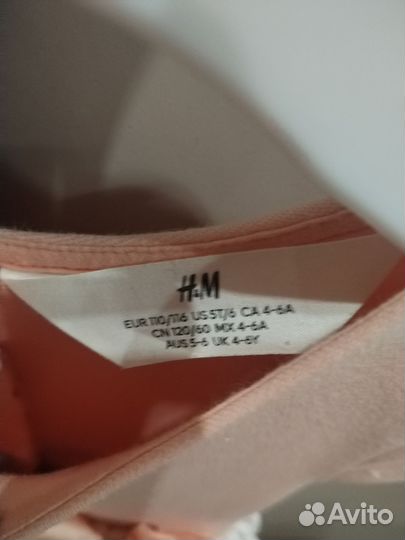 H&M
EUR 110/116 US 5T/6 CA 4-6A
CN 120/60 MX 4-6A
AUS 5-6 UK 4-6Y
Avito